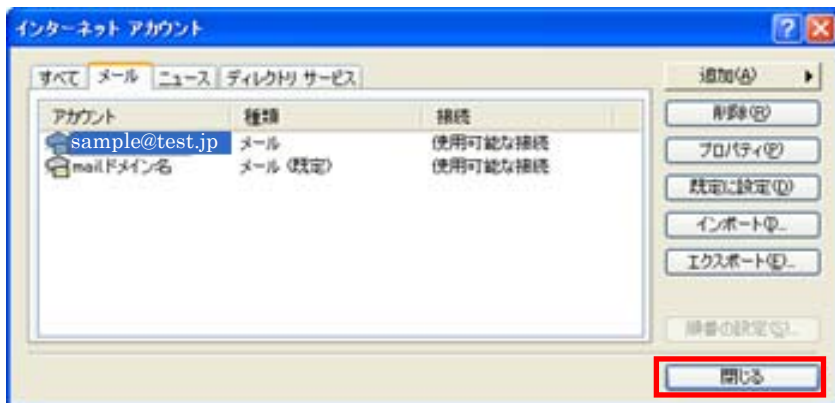 インターネット アカウント
すべて メール ニュース ディレクトリ サービス
アカウント 種類 接続
sample@test.jp メール 使用可能な接続
mailドメイン名 メール (既定) 使用可能な接続
追加(A)
削除(R)
プロパティ(P)
既定に設定(D)
インポート(I)...
エクスポート(E)...
順番の設定(S)...
閉じる